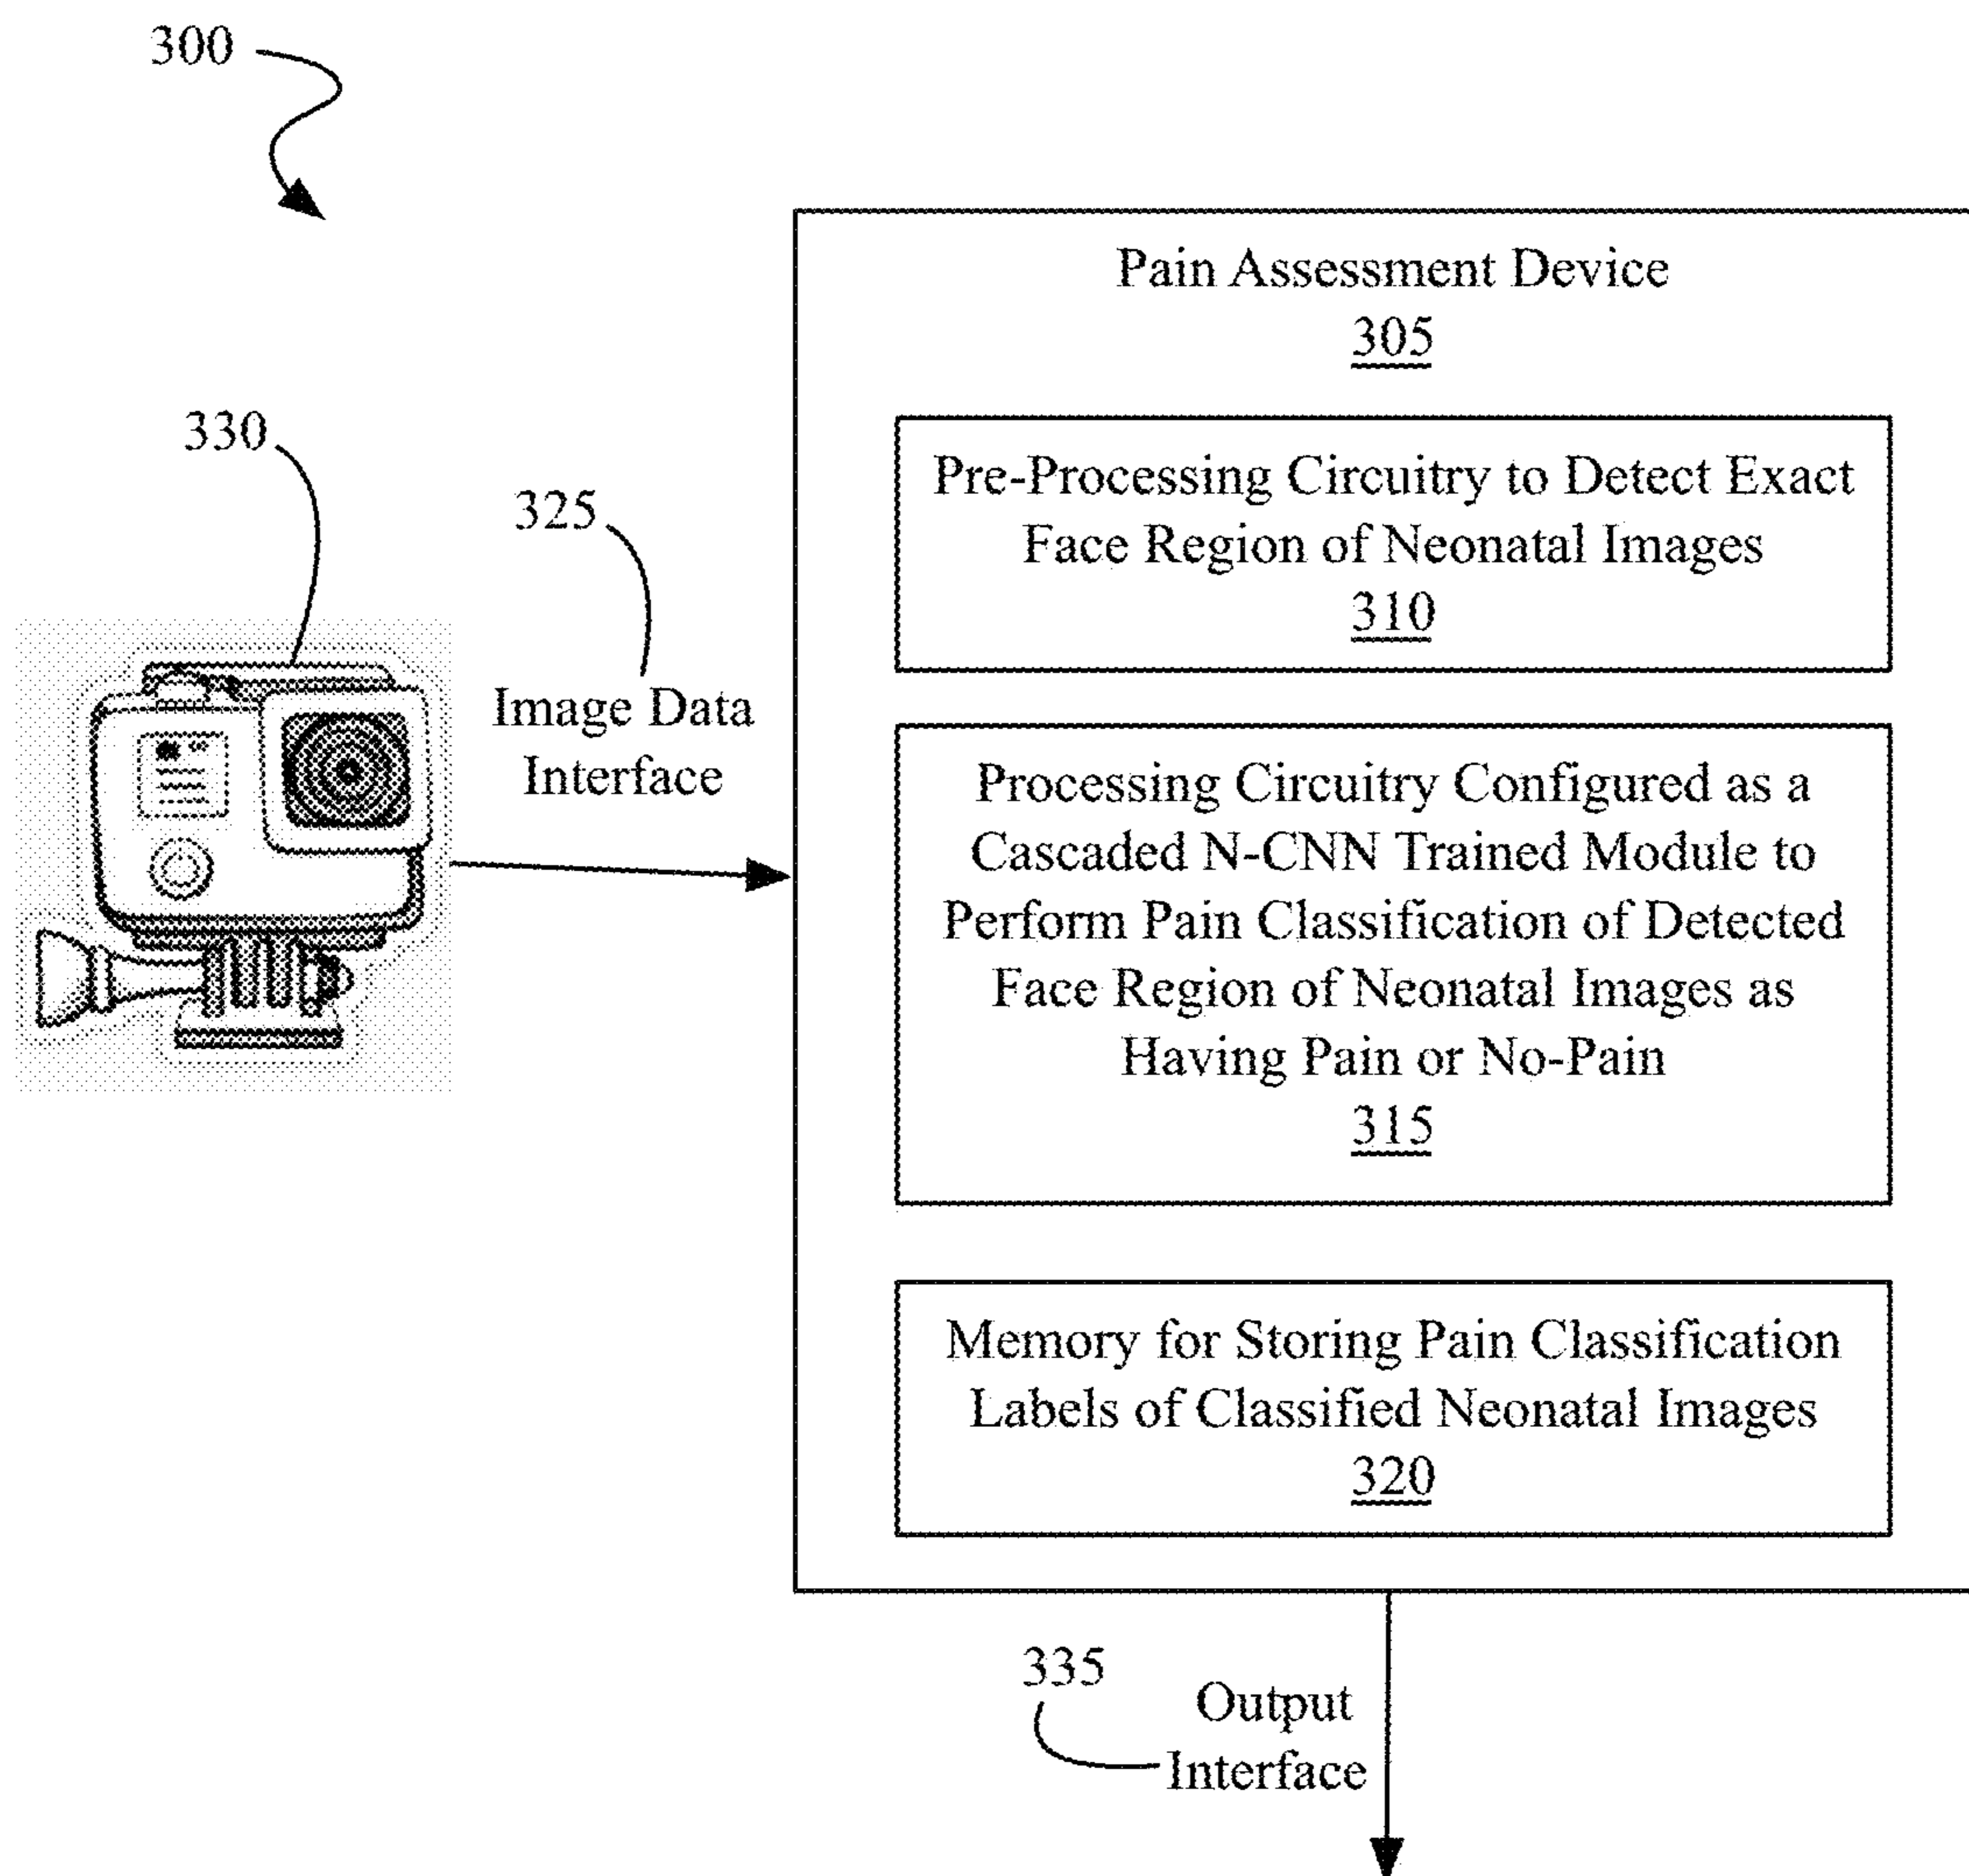 300
Pain Assessment Device
305
330
325
Image Data
Interface
Pre-Processing Circuitry to Detect Exact
Face Region of Neonatal Images
310
Processing Circuitry Configured as a
Cascaded N-CNN Trained Module to
Perform Pain Classification of Detected
Face Region of Neonatal Images as
Having Pain or No-Pain
315
Memory for Storing Pain Classification
Labels of Classified Neonatal Images
320
335
Output
Interface